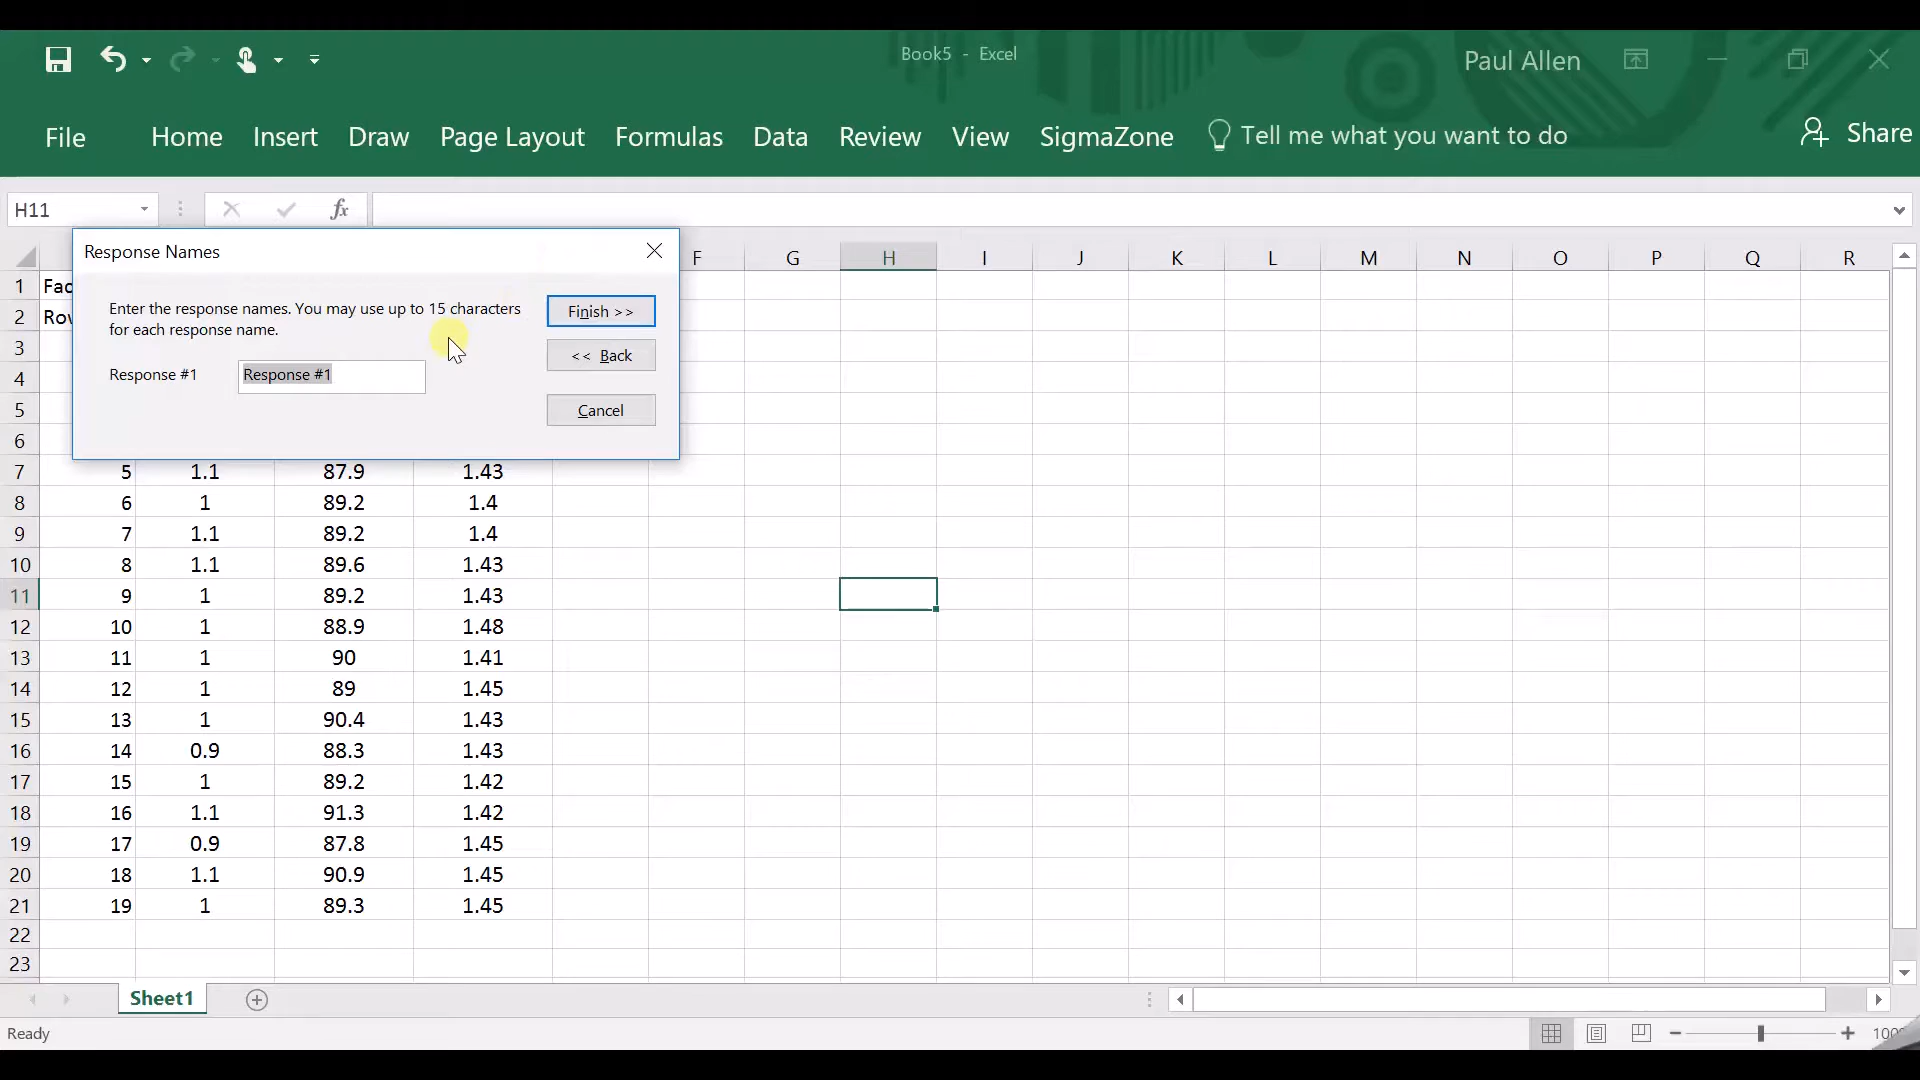 Book5 - Excel
Paul Allen
File Home Insert Draw Page Layout Formulas Data Review View SigmaZone Tell me what you want to do Share
H11 fx
Response Names
Enter the response names. You may use up to 15 characters
for each response name.
Response #1 Response #1
Finish >>
<< Back
Cancel
F G H I J K L M N O P Q R
1 Fac
2 Rov
3
4
5
6
7 5 1.1 87.9 1.43
8 6 1 89.2 1.4
9 7 1.1 89.2 1.4
10 8 1.1 89.6 1.43
11 9 1 89.2 1.43
12 10 1 88.9 1.48
13 11 1 90 1.41
14 12 1 89 1.45
15 13 1 90.4 1.43
16 14 0.9 88.3 1.43
17 15 1 89.2 1.42
18 16 1.1 91.3 1.42
19 17 0.9 87.8 1.45
20 18 1.1 90.9 1.45
21 19 1 89.3 1.45
22
23
Sheet1
Ready